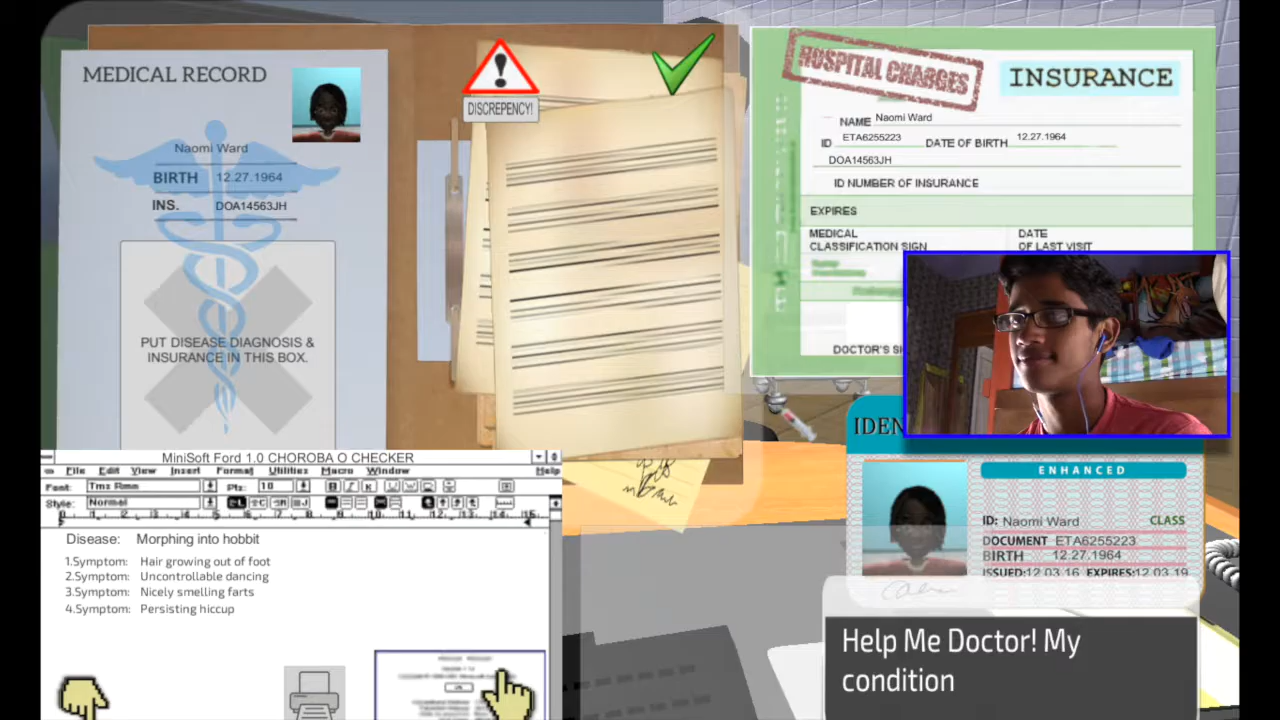 MEDICAL RECORD
Naomi Ward
BIRTH 12.27.1964
INS. DOA14563JH
PUT DISEASE DIAGNOSIS &
INSURANCE IN THIS BOX.
DISCREPENCY!
HOSPITAL CHARGES
INSURANCE
NAME Naomi Ward
ID ETA6255223 DATE OF BIRTH 12.27.1964
DOA14563JH
ID NUMBER OF INSURANCE
EXPIRES
MEDICAL DATE
CLASSIFICATION SIGN OF LAST VISIT
DOCTOR'S
IDEN
ENHANCED
ID: Naomi Ward CLASS
DOCUMENT ETA6255223
BIRTH 12.27.1964
ISSUED:12.03.16 EXPIRES:12.03.19
MiniSoft Ford 1.0 CHOROBA O CHECKER
File Edit View Insert Format Utilities Macro Window Help
Font: Tms Rmn Pts: 10
Style: Normal
Disease: Morphing into hobbit
1.Symptom: Hair growing out of foot
2.Symptom: Uncontrollable dancing
3.Symptom: Nicely smelling farts
4.Symptom: Persisting hiccup
Help Me Doctor! My
condition